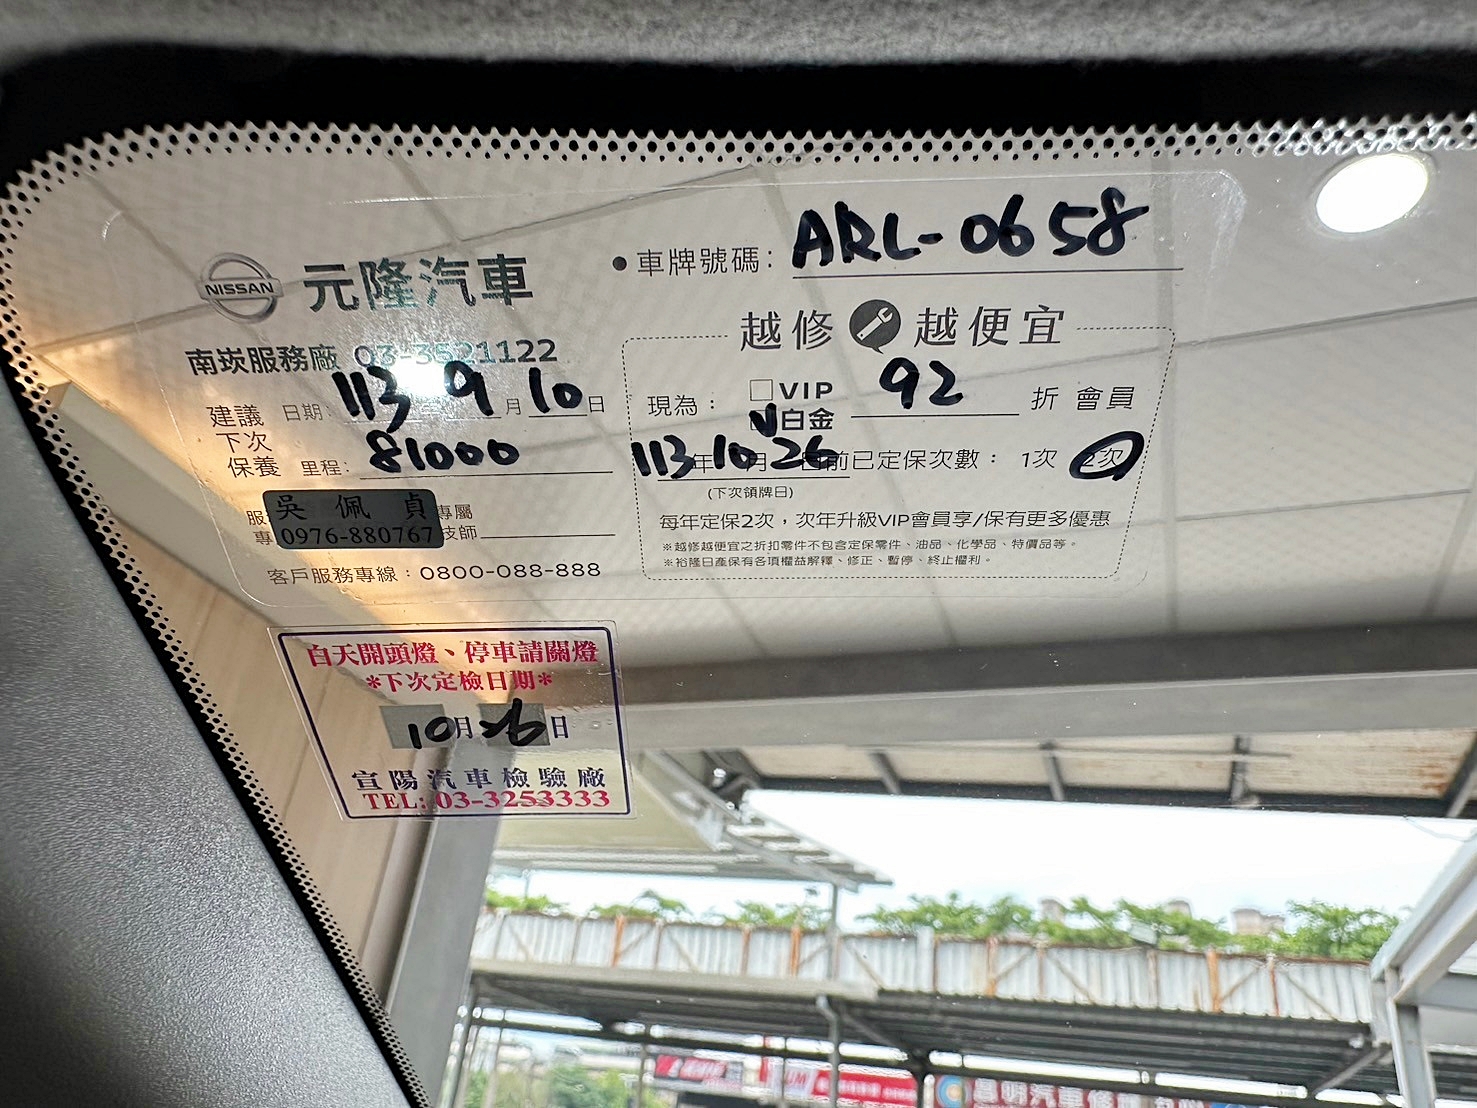 NISSAN 元隆汽車
南崁服務廠 03-3521122
建議下次保養 日期: 113 9月10日
里程: 81000
吳佩貞
0976-880767
服
專
專屬
技師
客戶服務專線:0800-088-888
•車牌號碼: ARL-0658
越修 越便宜
現為: □VIP
V白金 92 折 會員
113年10月26日前已定保次數: 1次 2次
(下次領牌日)
每年定保2次,次年升級VIP會員享/保有更多優惠
※越修越便宜之折扣零件不包含定保零件、油品、化學品、特價品等。
※裕隆日產保有各項權益解釋、修正、暫停、終止權利。
白天開頭燈、停車請關燈
*下次定檢日期*
10月26日
宣陽汽車檢驗廠
TEL: 03-3253333